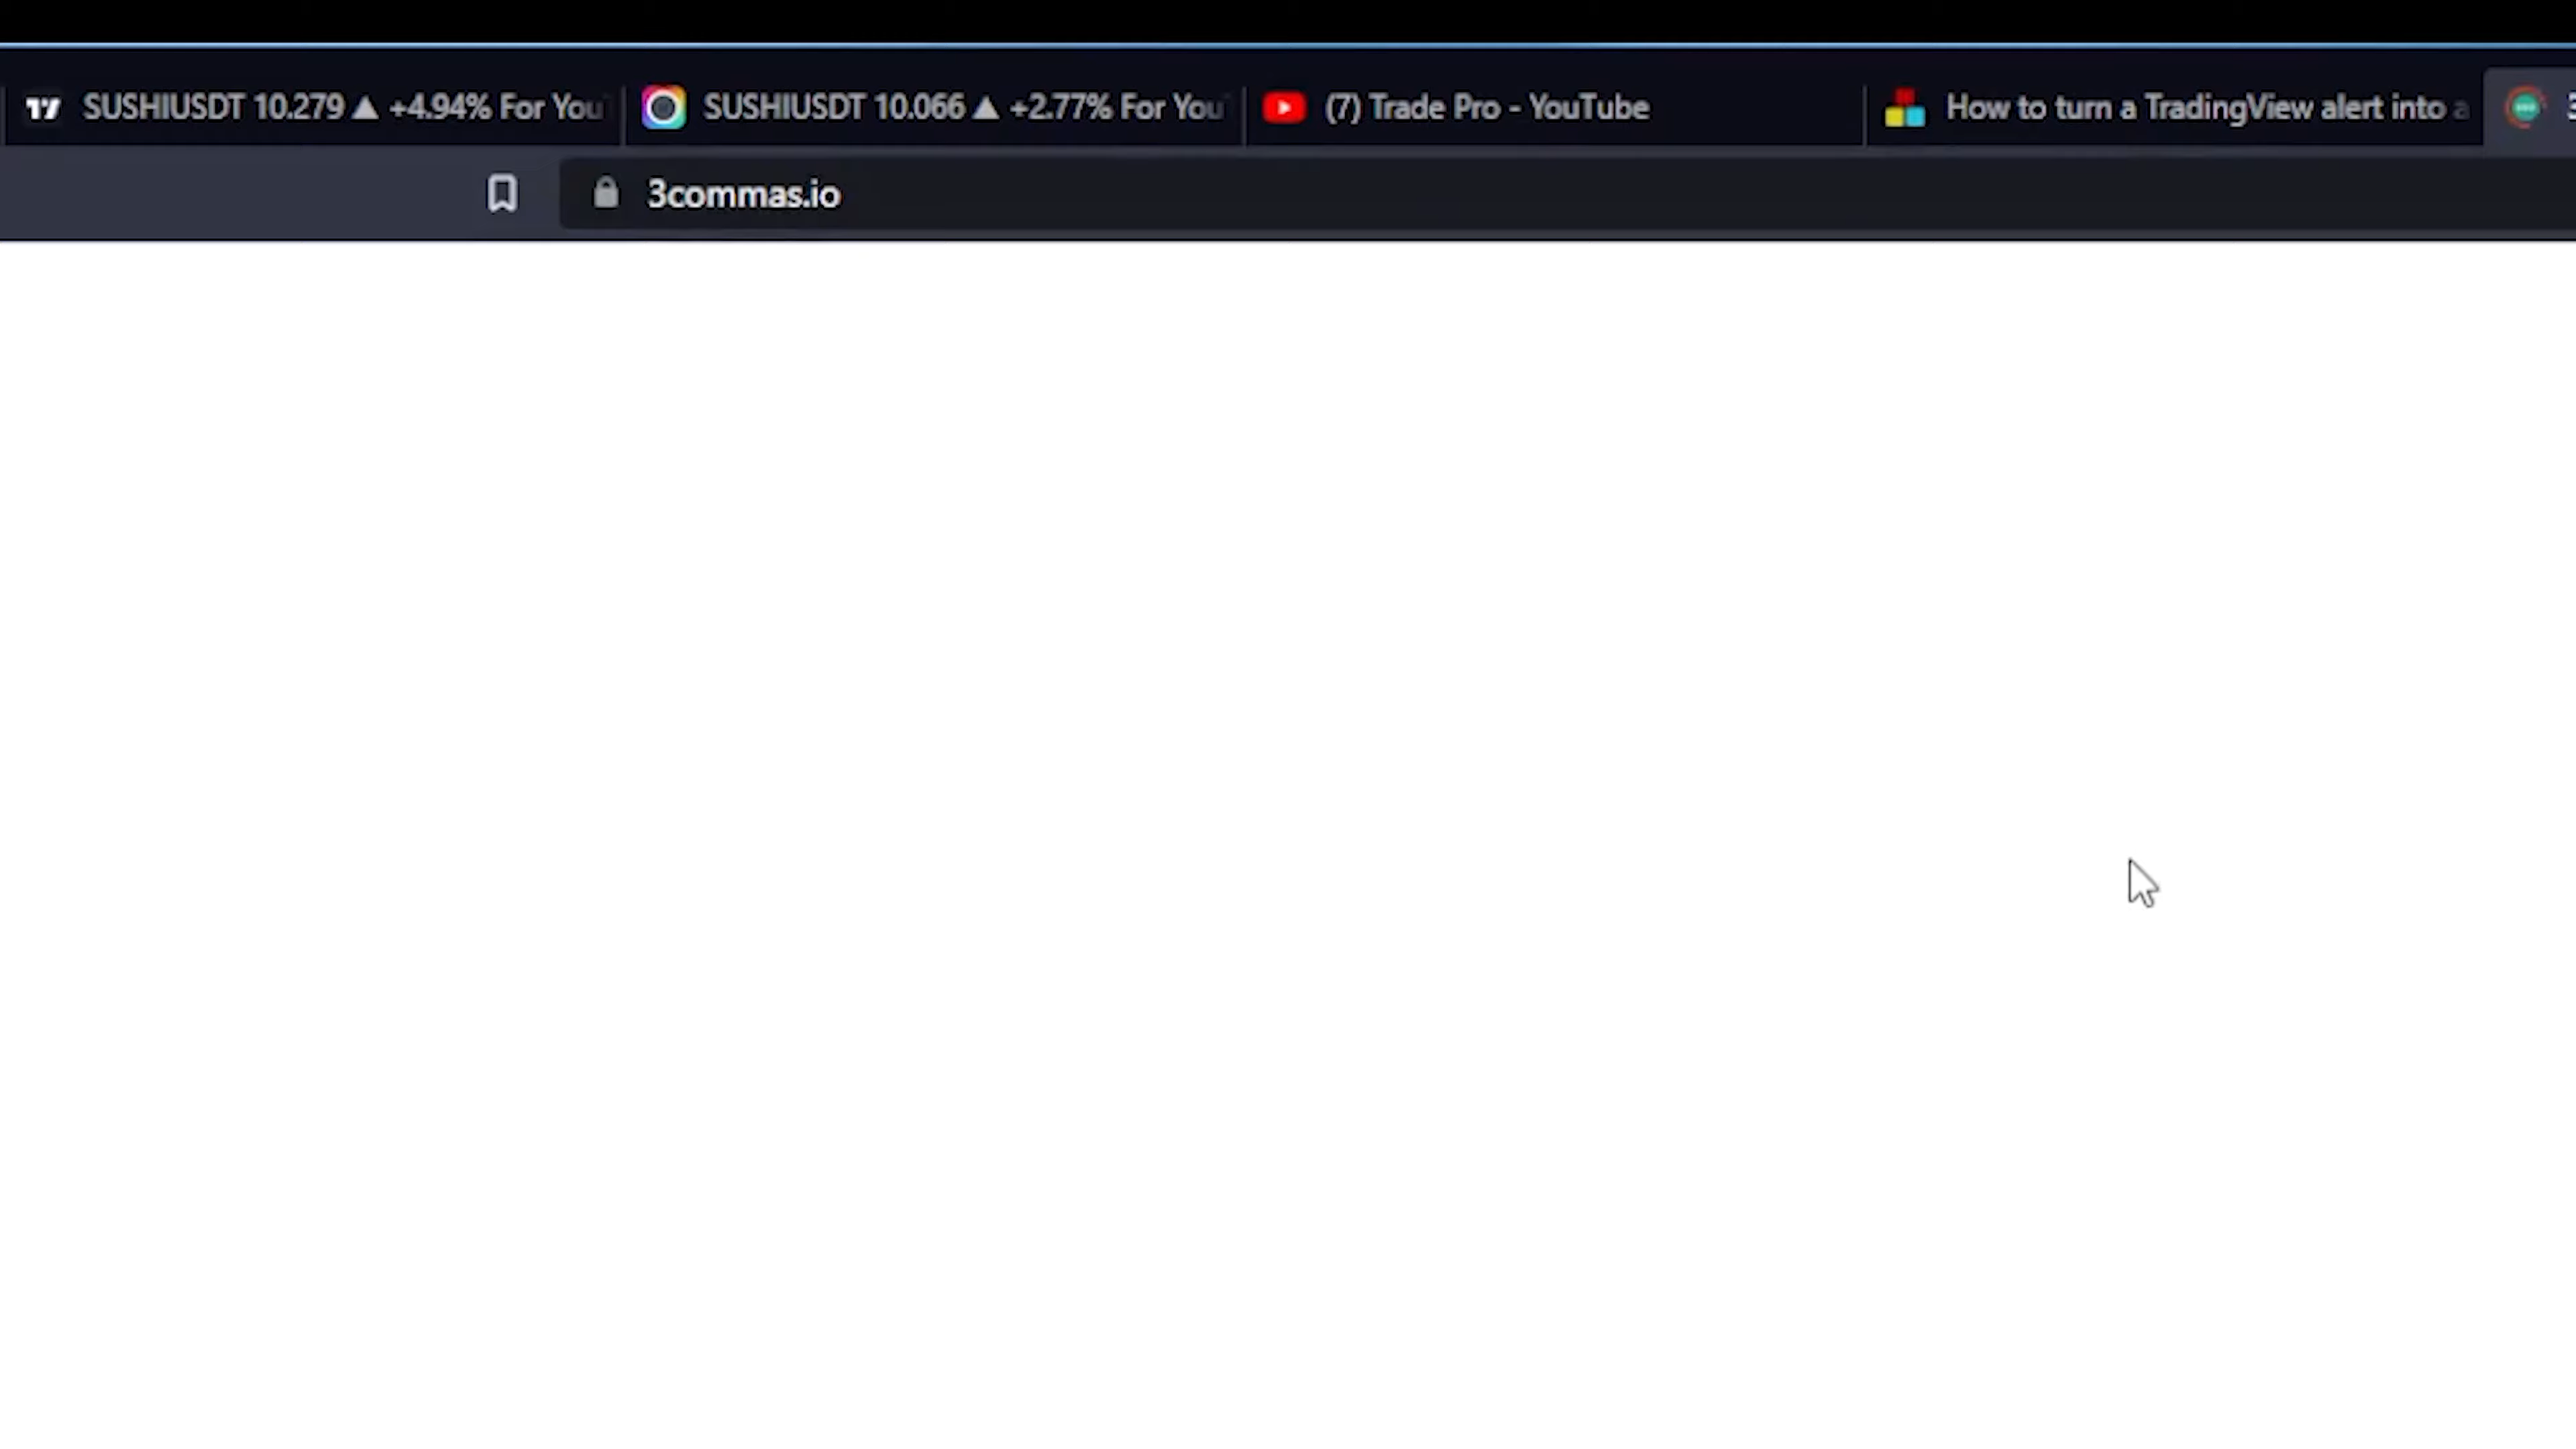 SUSHIUSDT 10.279 ▲ +4.94% For You
SUSHIUSDT 10.066 ▲ +2.77% For You
(7) Trade Pro - YouTube
How to turn a TradingView alert into a
3
3commas.io